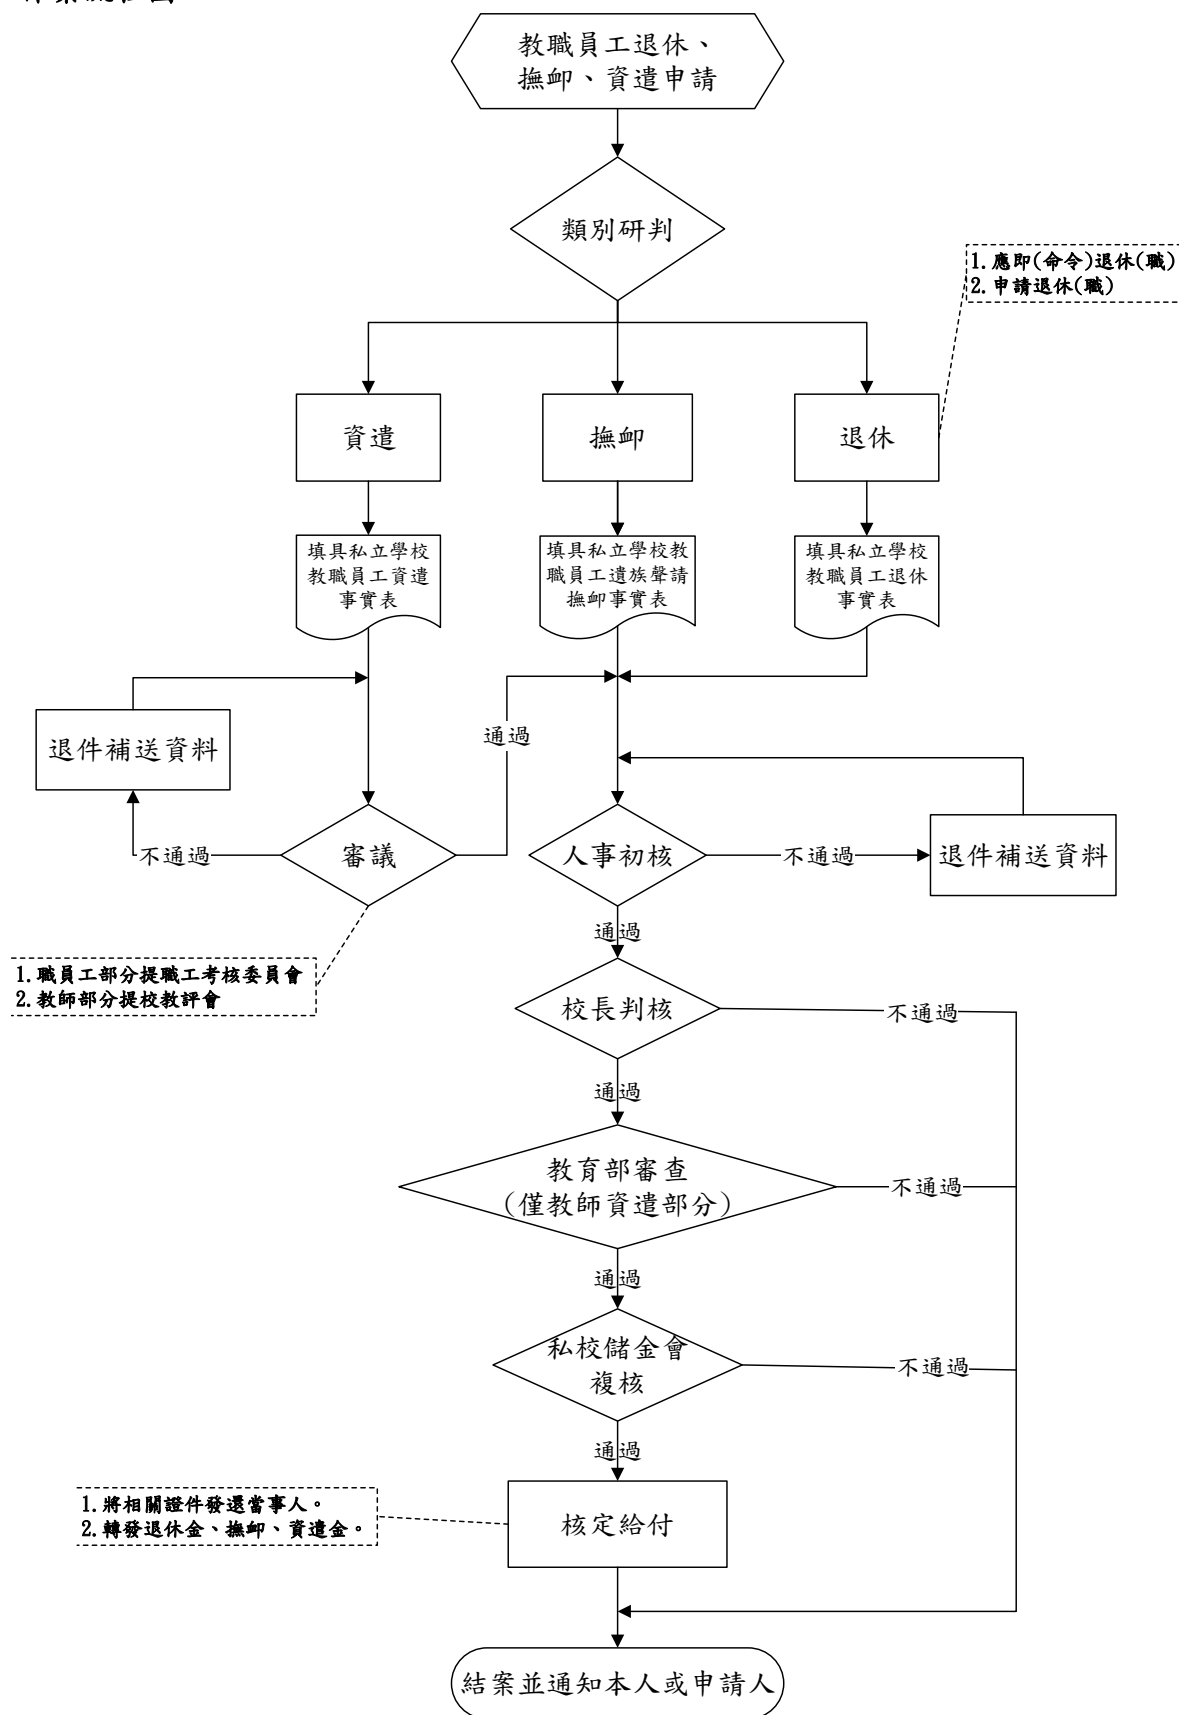 教職員工退休、
撫卹、資遣申請
類別研判
1. 應即(命令)退休(職)
2. 申請退休(職)
資遣
撫卹
退休
填具私立學校
教職員工資遣
事實表
填具私立學校教
職員工遺族聲請
撫卹事實表
填具私立學校
教職員工退休
事實表
退件補送資料
通過
不通過
審議
人事初核
不通過
退件補送資料
1. 職員工部分提職工考核委員會
2. 教師部分提校教評會
通過
校長判核
不通過
通過
教育部審查
(僅教師資遣部分)
不通過
通過
私校儲金會
複核
不通過
通過
1. 將相關證件發還當事人。
2. 轉發退休金、撫卹、資遣金。
核定給付
結案並通知本人或申請人